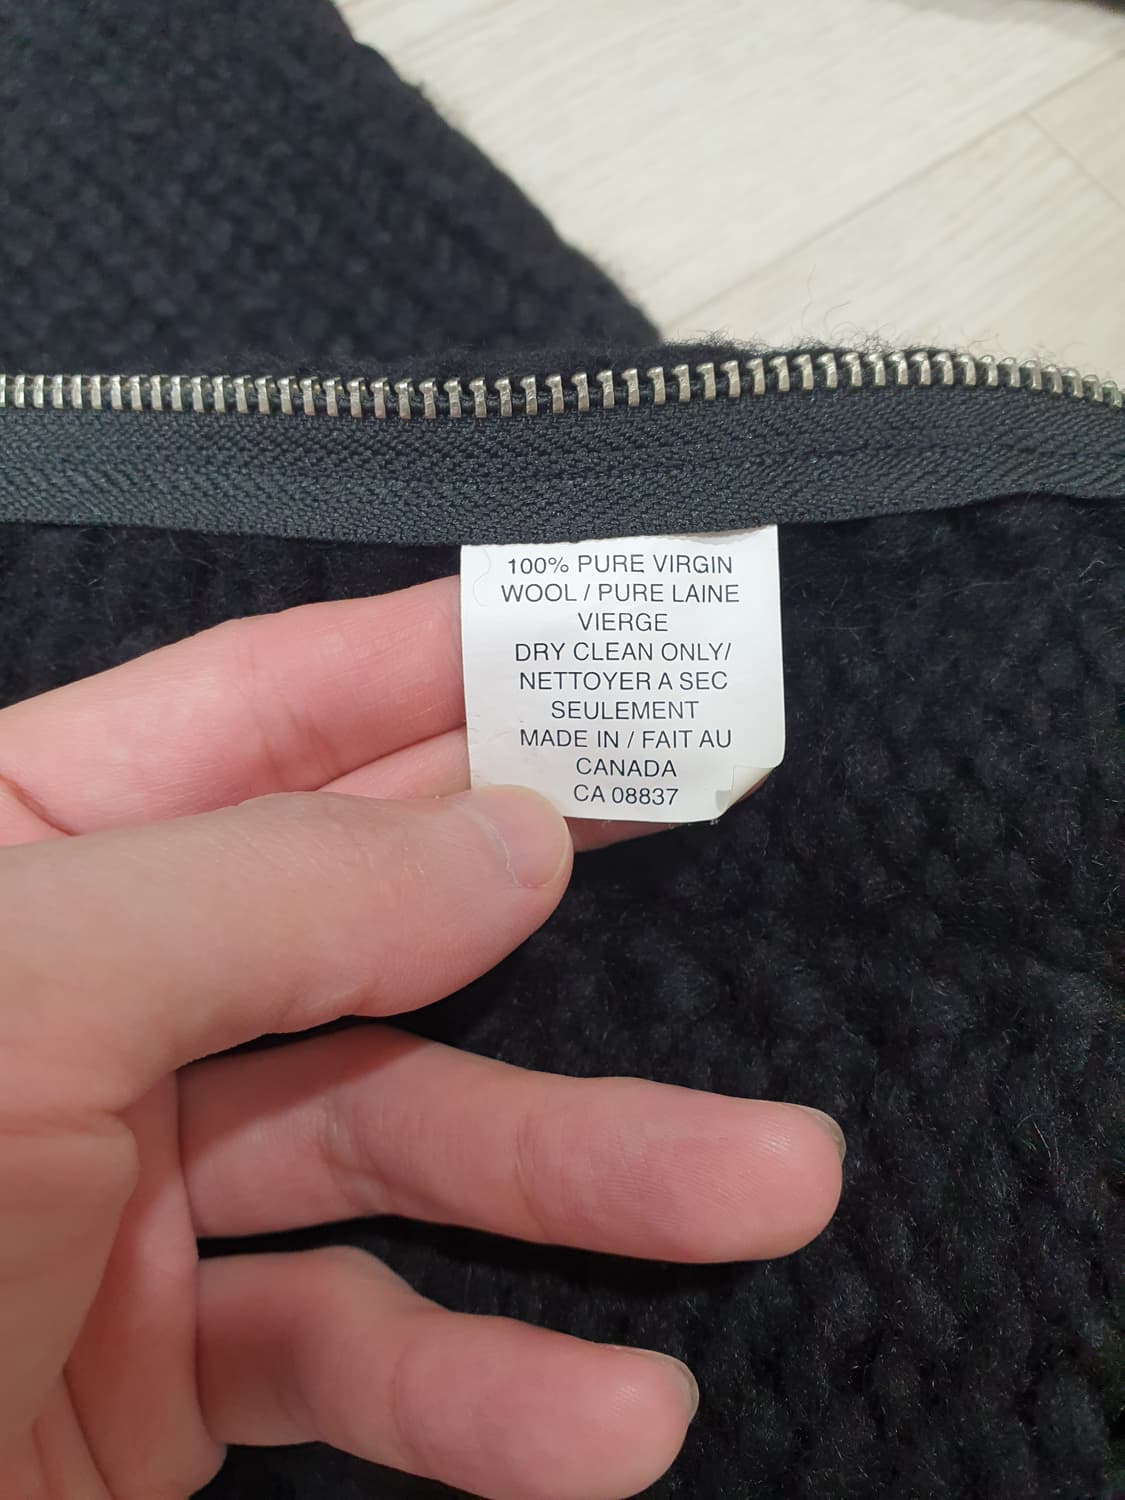 100% PURE VIRGIN
WOOL / PURE LAINE
VIERGE
DRY CLEAN ONLY/
NETTOYER A SEC
SEULEMENT
MADE IN / FAIT AU
CANADA
CA 08837